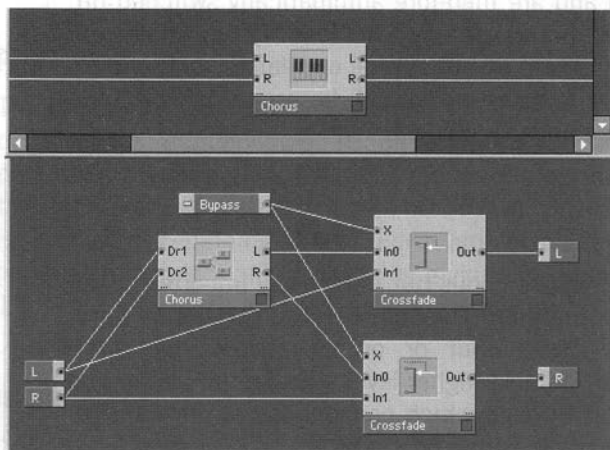 L L
R R
Chorus
Bypass
X
In0 Out L
In1
Crossfade
Dr1 L
Dr2 R
Chorus
L
R
X
In0 Out R
In1
Crossfade